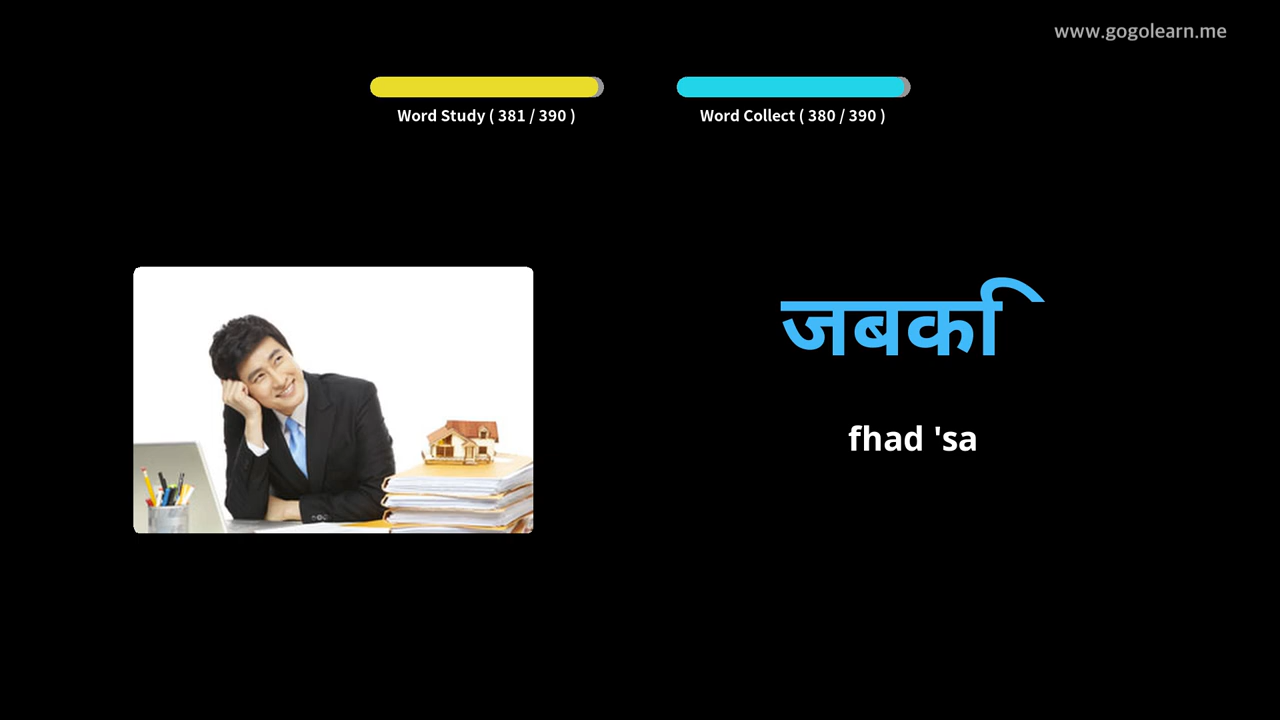 www.gogolearn.me
Word Study ( 381 / 390 )
Word Collect ( 380 / 390 )
जबकि
fhad 'sa